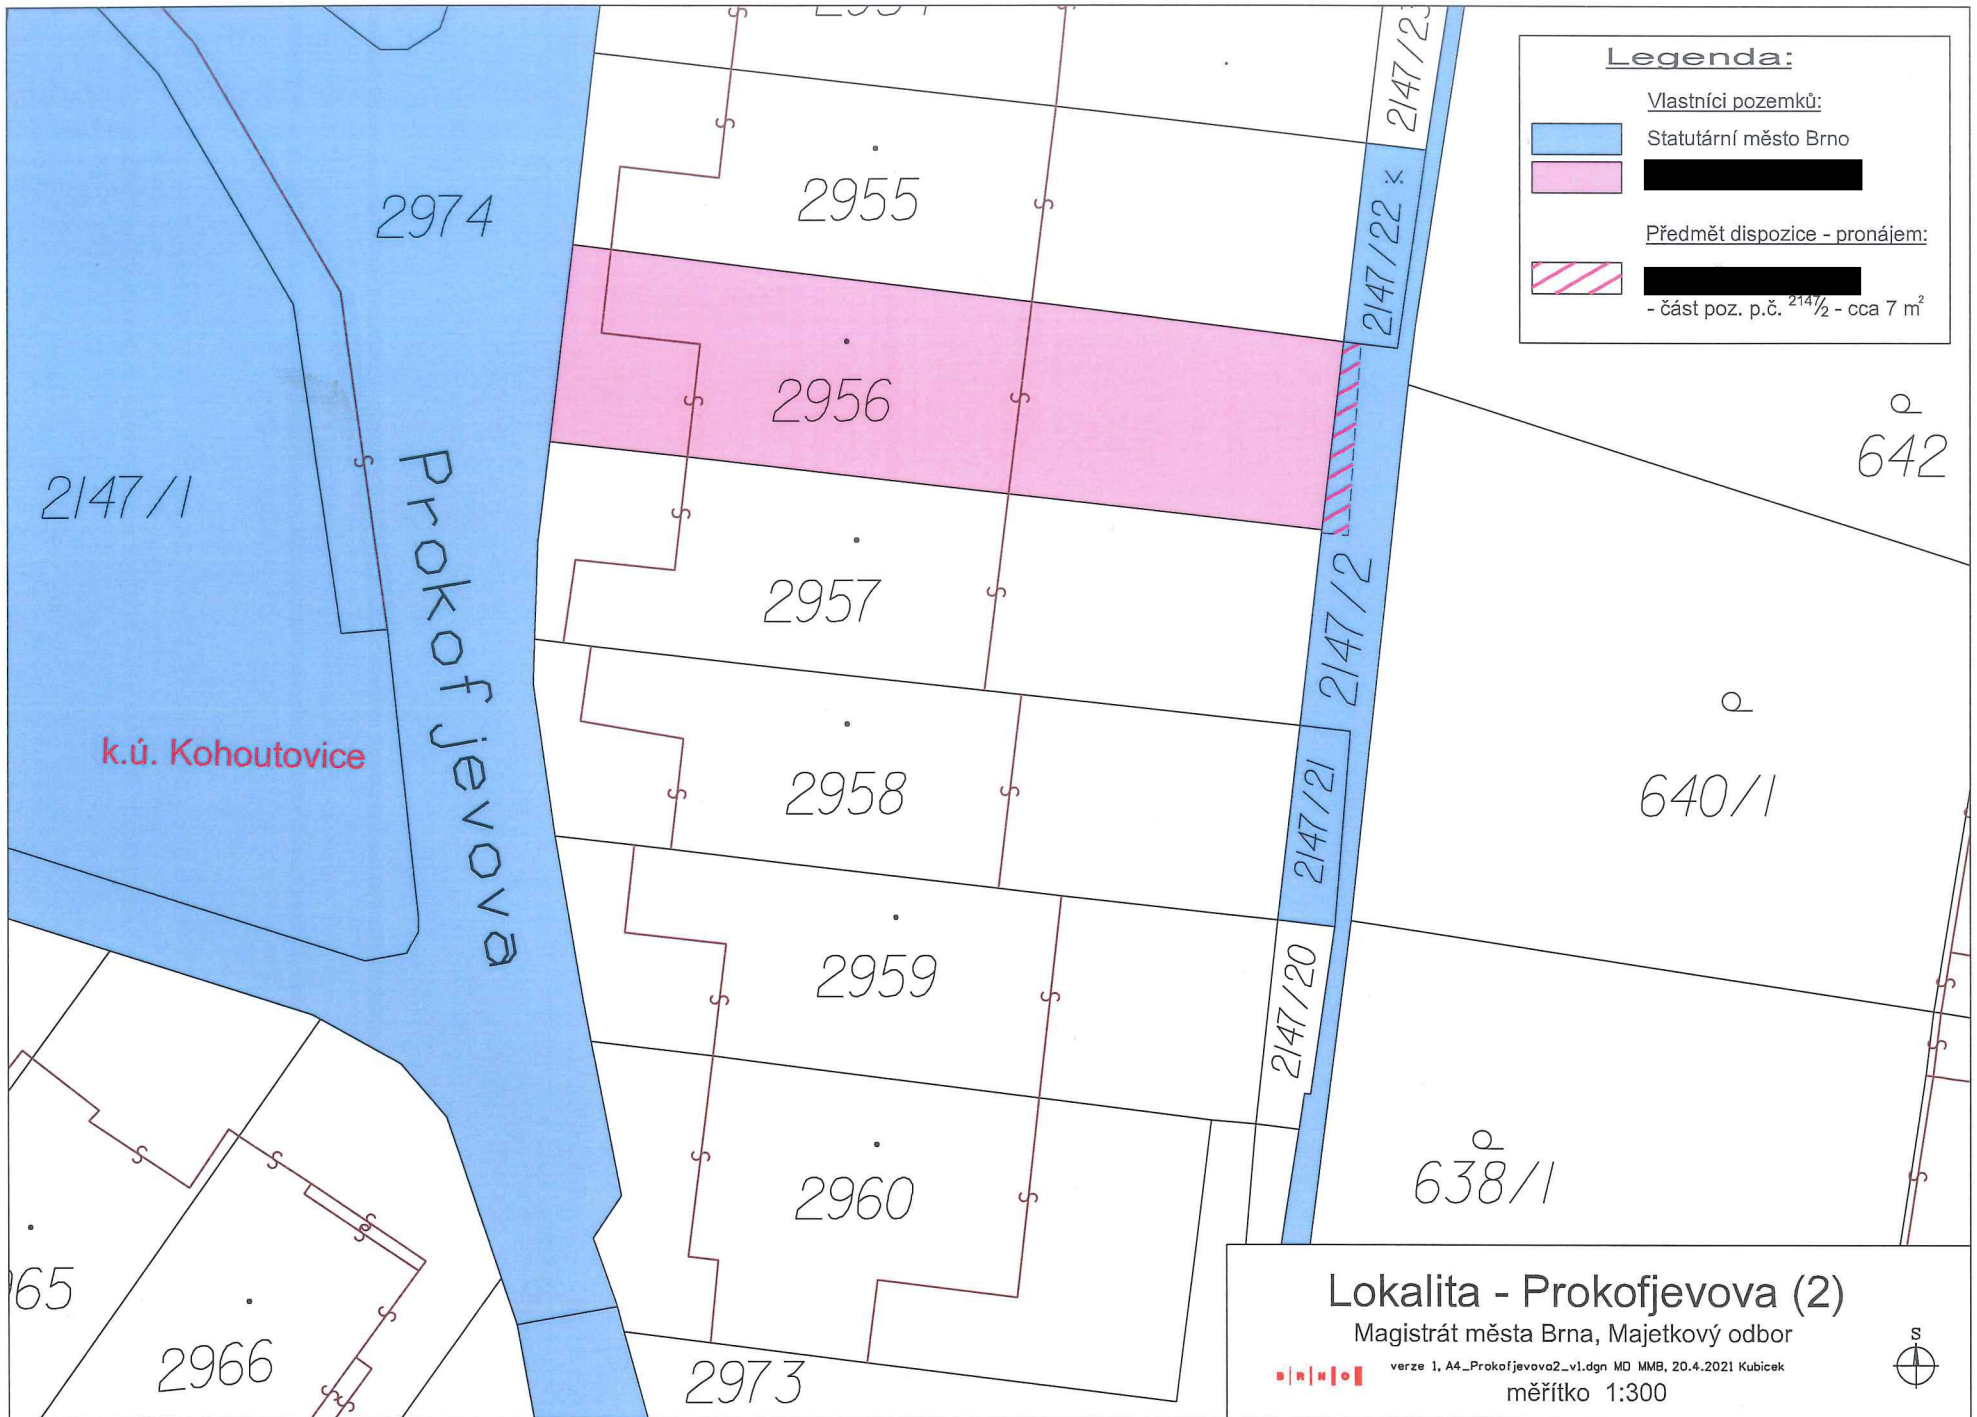 2147/23
Legenda:
Vlastníci pozemků:
Statutární město Brno
Předmět dispozice - pronájem:
- část poz. p.č. 2147/2 - cca 7 m²
2955
2974
2147/22
2956
642
2147/1
Prokofjevova
2957
2147/2
k.ú. Kohoutovice
2958
2147/21
640/1
2959
2147/20
2960
638/1
65
2966
2973
Lokalita - Prokofjevova (2)
Magistrát města Brna, Majetkový odbor
verze 1, A4_Prokofjevova2_v1.dgn MD MMB, 20.4.2021 Kubicek
BRNO
měřítko 1:300
S